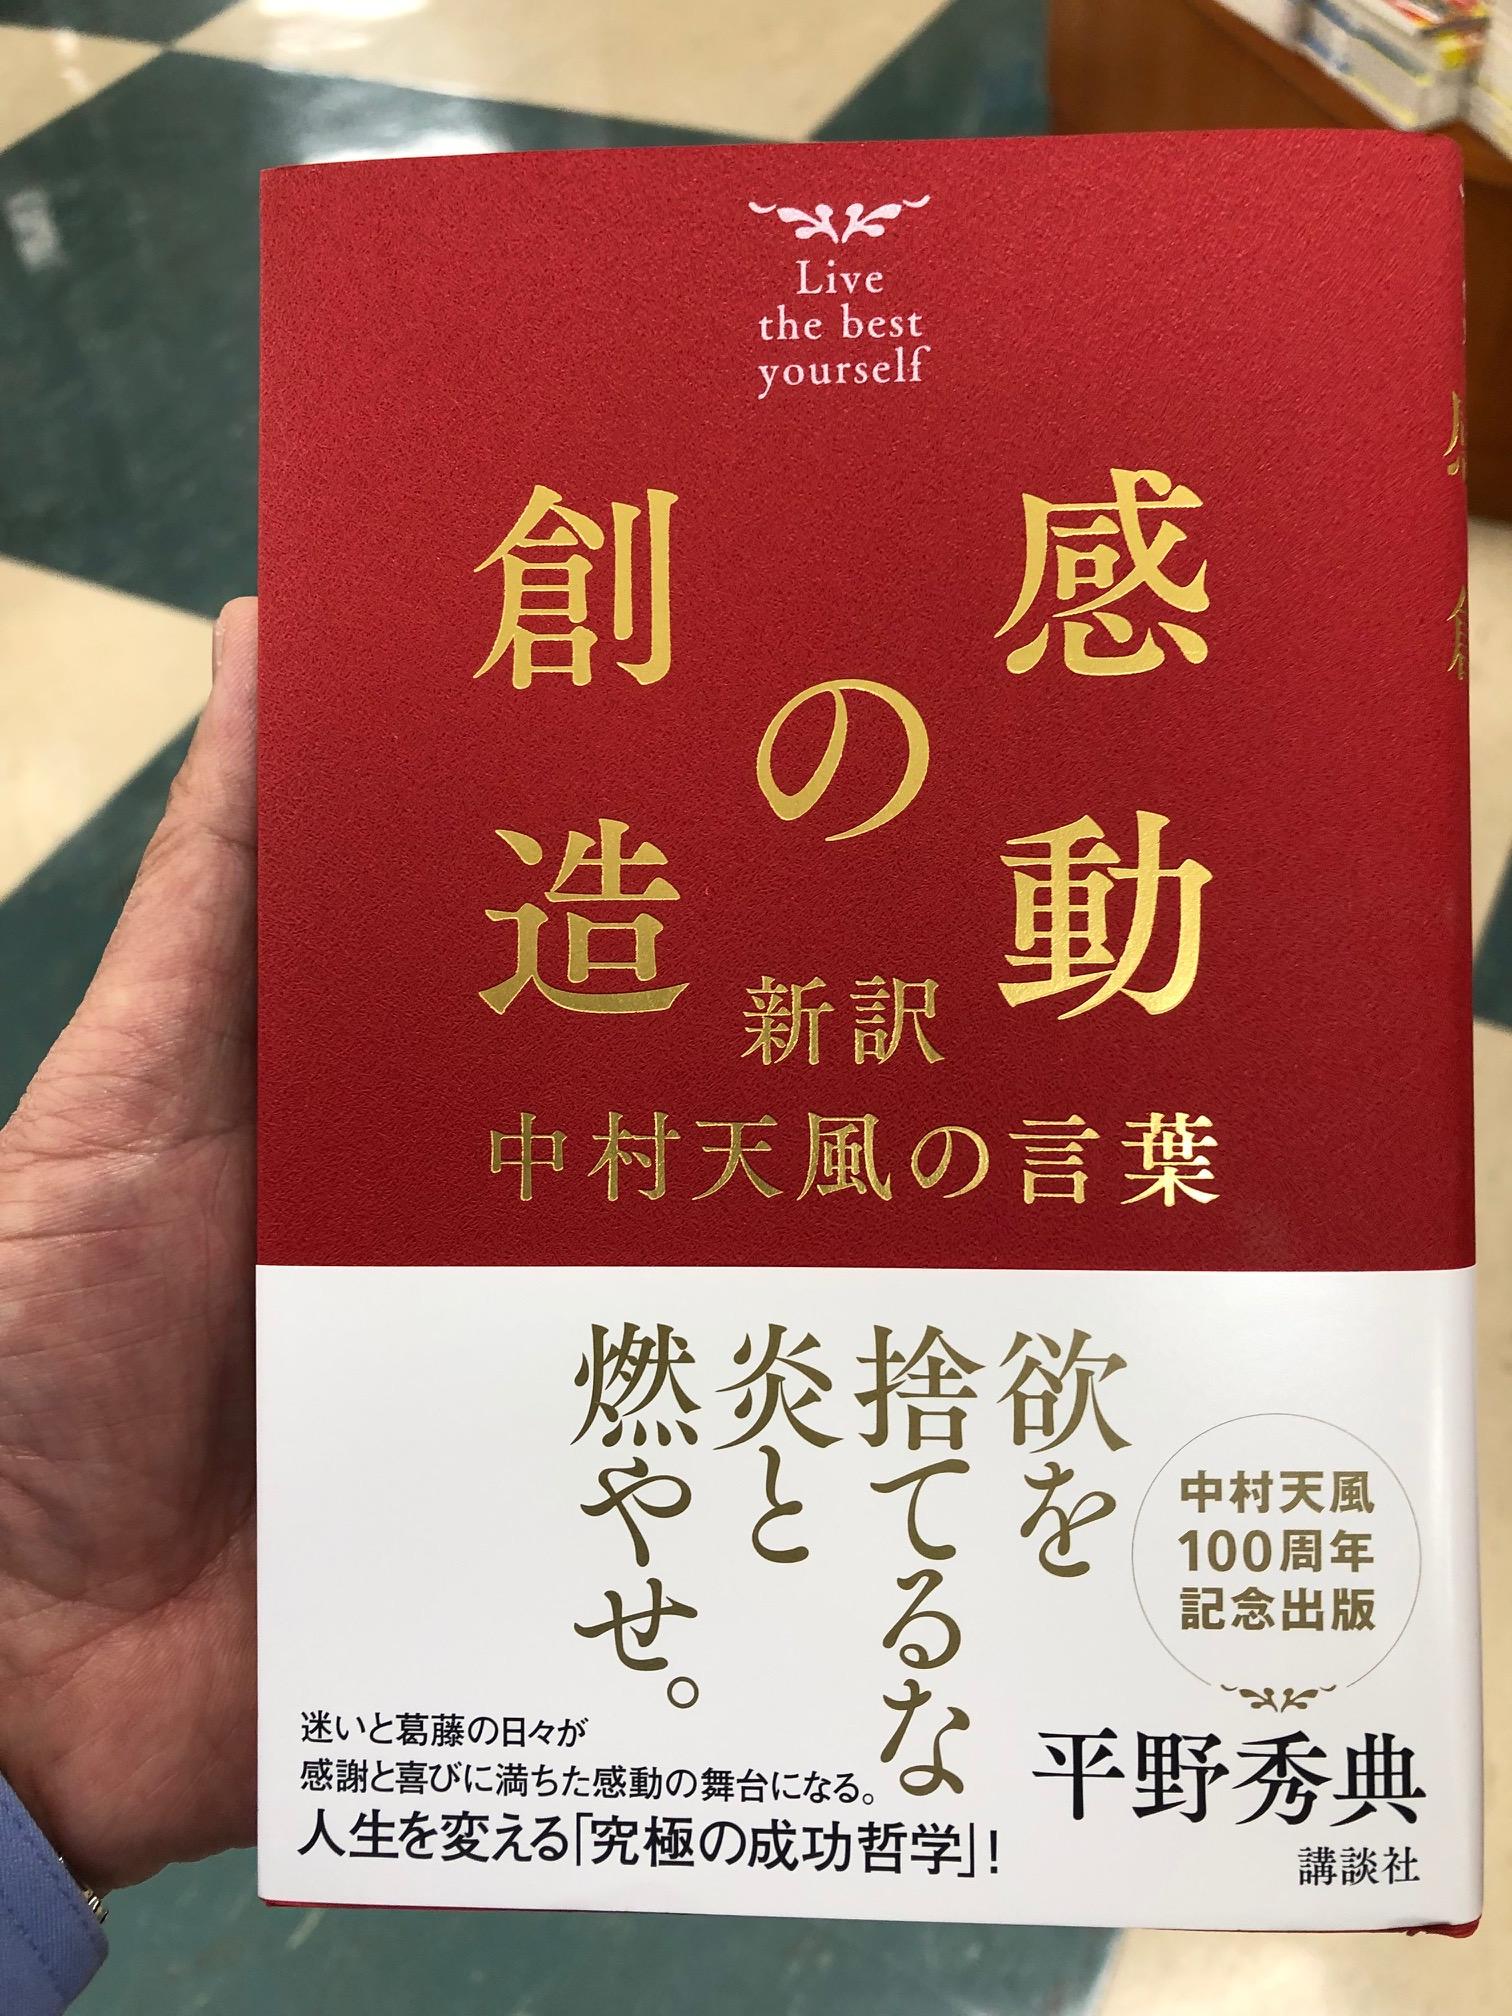 Live
the best
yourself
感動
の
創造
新訳
中村天風の言葉
欲を
捨てるな
炎と
燃やせ。
中村天風
100周年
記念出版
迷いと葛藤の日々が
感謝と喜びに満ちた感動の舞台になる。
人生を変える「究極の成功哲学」!
平野秀典
講談社